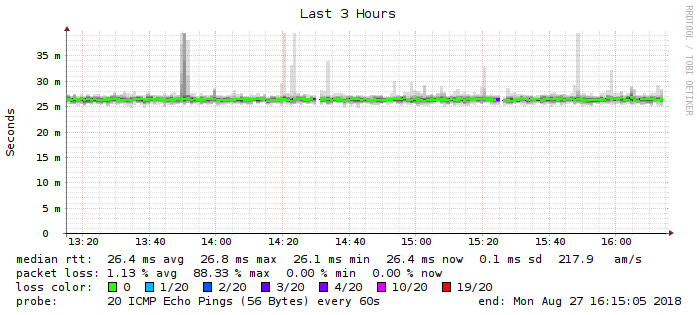 Last 3 Hours
RRDTOOL / TOBI OETIKER
Seconds
35 m
30 m
25 m
20 m
15 m
10 m
5 m
0
13:20 13:40 14:00 14:20 14:40 15:00 15:20 15:40 16:00
median rtt: 26.4 ms avg 26.8 ms max 26.1 ms min 26.4 ms now 0.1 ms sd 217.9 am/s
packet loss: 1.13 % avg 88.33 % max 0.00 % min 0.00 % now
loss color: 0 1/20 2/20 3/20 4/20 10/20 19/20
probe: 20 ICMP Echo Pings (56 Bytes) every 60s end: Mon Aug 27 16:15:05 2018